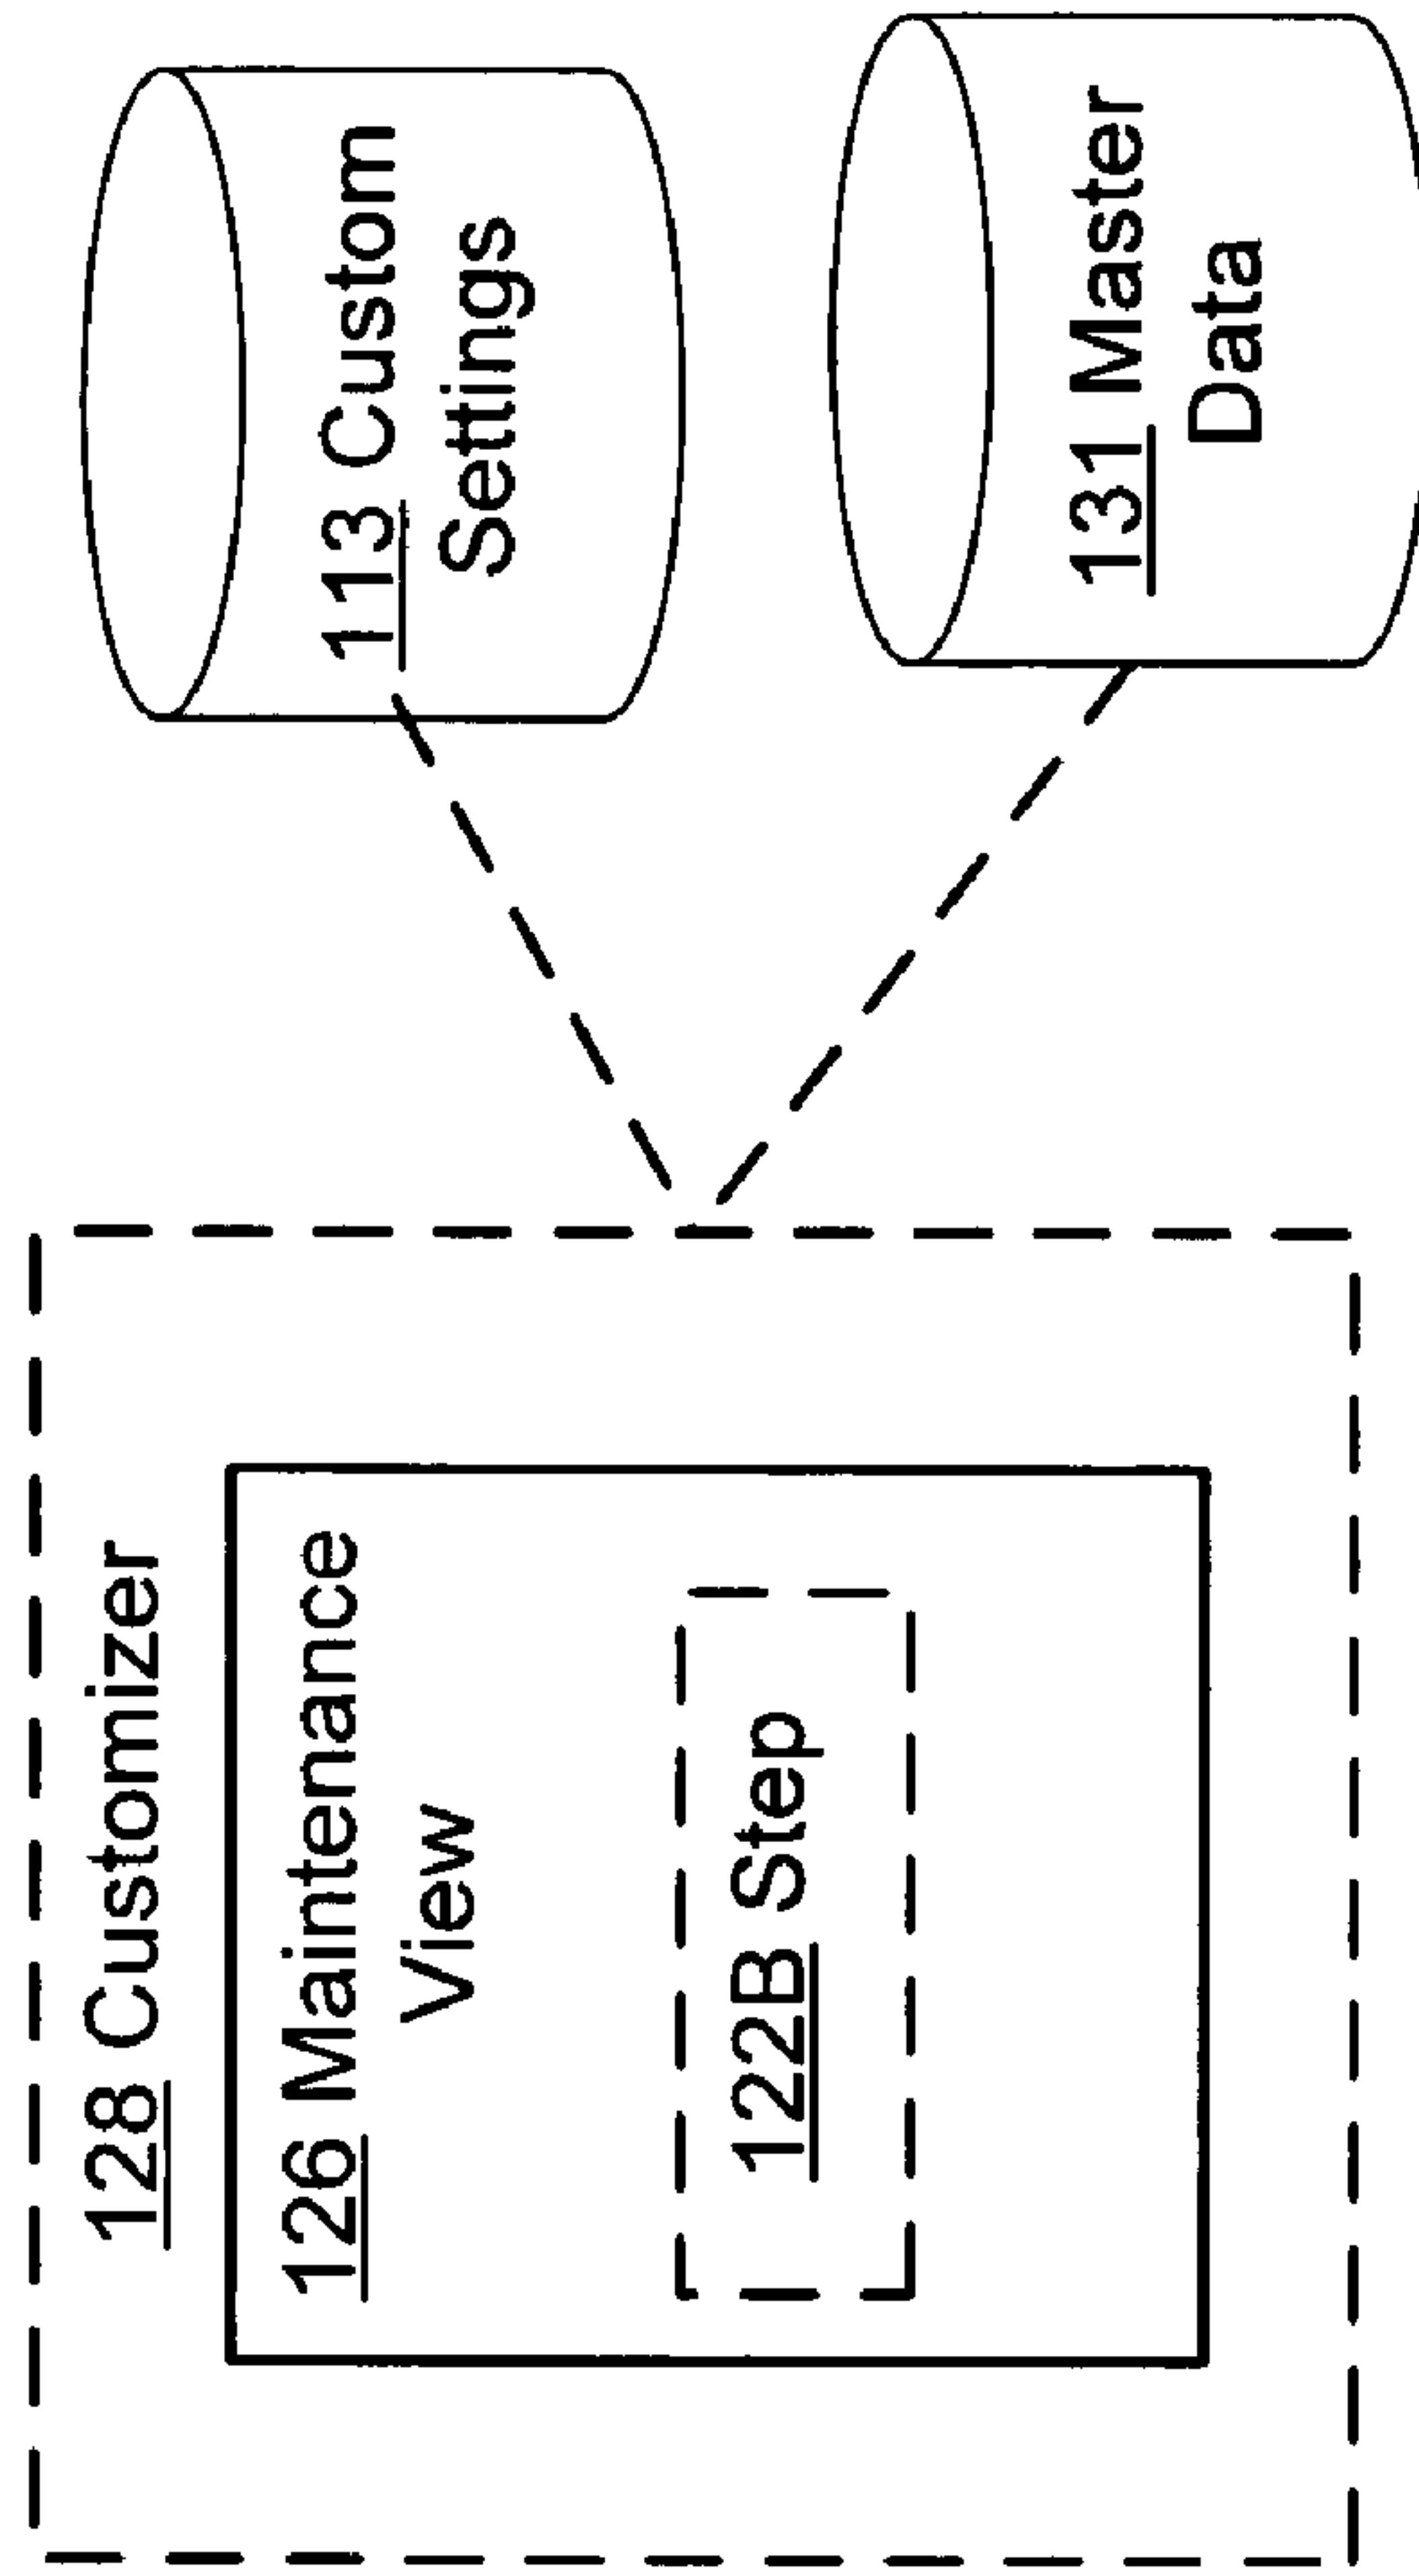 128 Customizer
126 Maintenance
View
122B Step
113 Custom
Settings
131 Master
Data